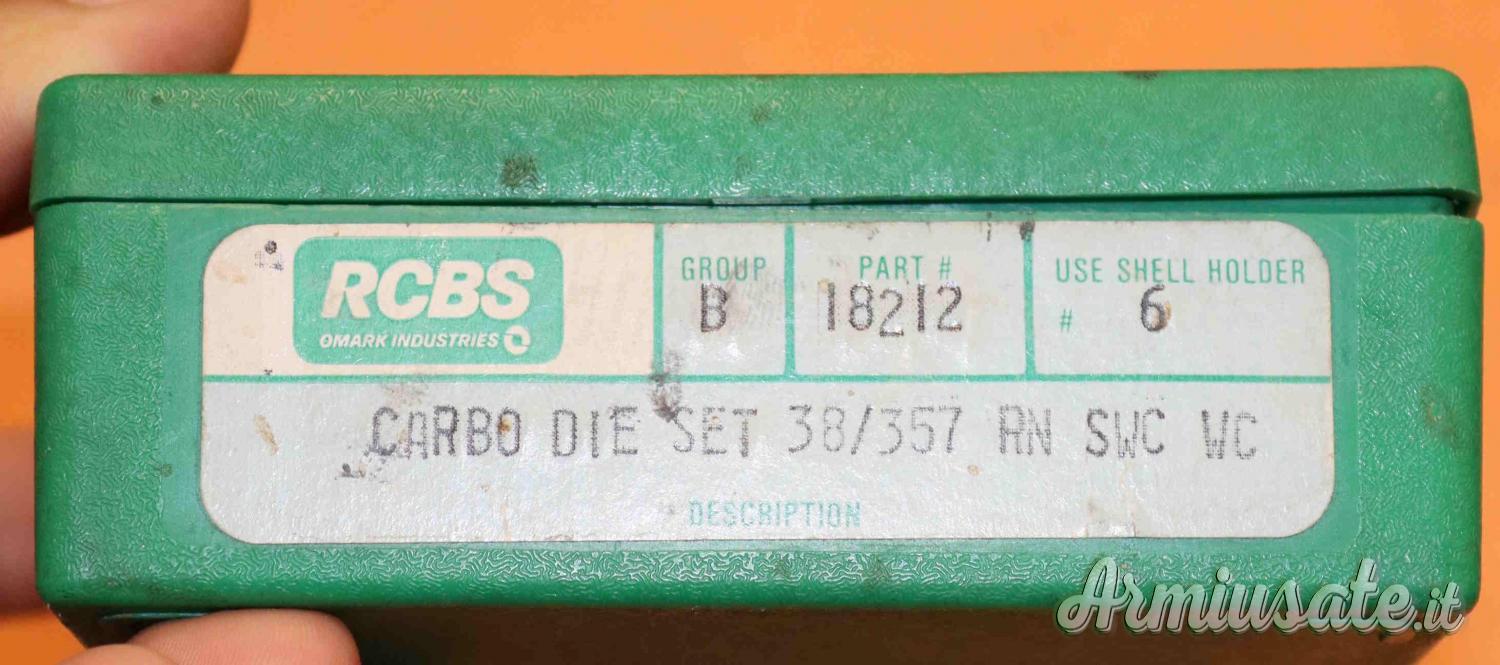 RCBS
OMARK INDUSTRIES
GROUP
B
PART #
18212
USE SHELL HOLDER
# 6
CARBO DIE SET 38/357 RN SWC WC
DESCRIPTION
Armiusate.it